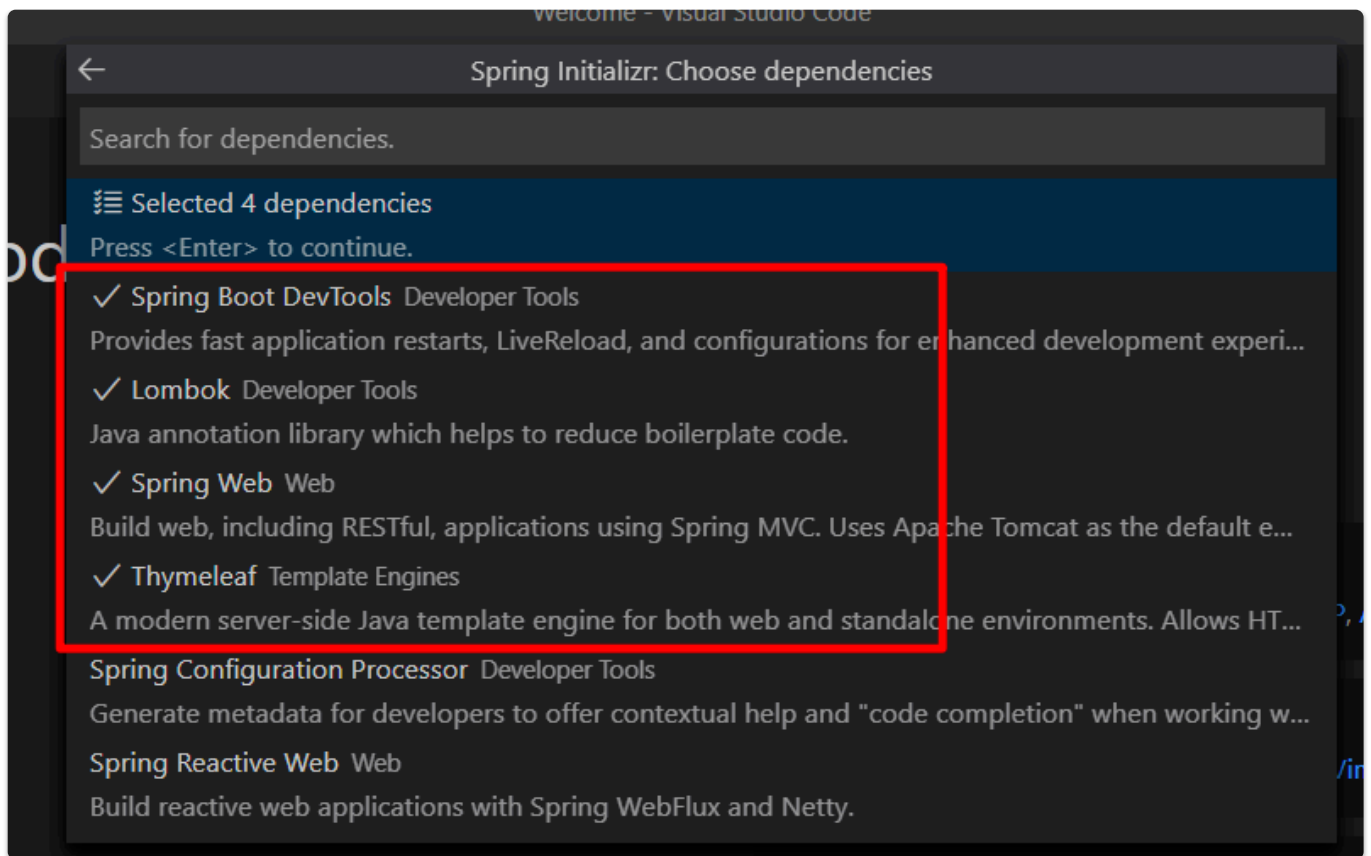 Welcome - Visual Studio Code
Spring Initializr: Choose dependencies
Search for dependencies.
Selected 4 dependencies
Press <Enter> to continue.
Spring Boot DevTools Developer Tools
Provides fast application restarts, LiveReload, and configurations for enhanced development experi...
Lombok Developer Tools
Java annotation library which helps to reduce boilerplate code.
Spring Web Web
Build web, including RESTful, applications using Spring MVC. Uses Apache Tomcat as the default e...
Thymeleaf Template Engines
A modern server-side Java template engine for both web and standalone environments. Allows HT...
Spring Configuration Processor Developer Tools
Generate metadata for developers to offer contextual help and "code completion" when working w...
Spring Reactive Web Web
Build reactive web applications with Spring WebFlux and Netty.